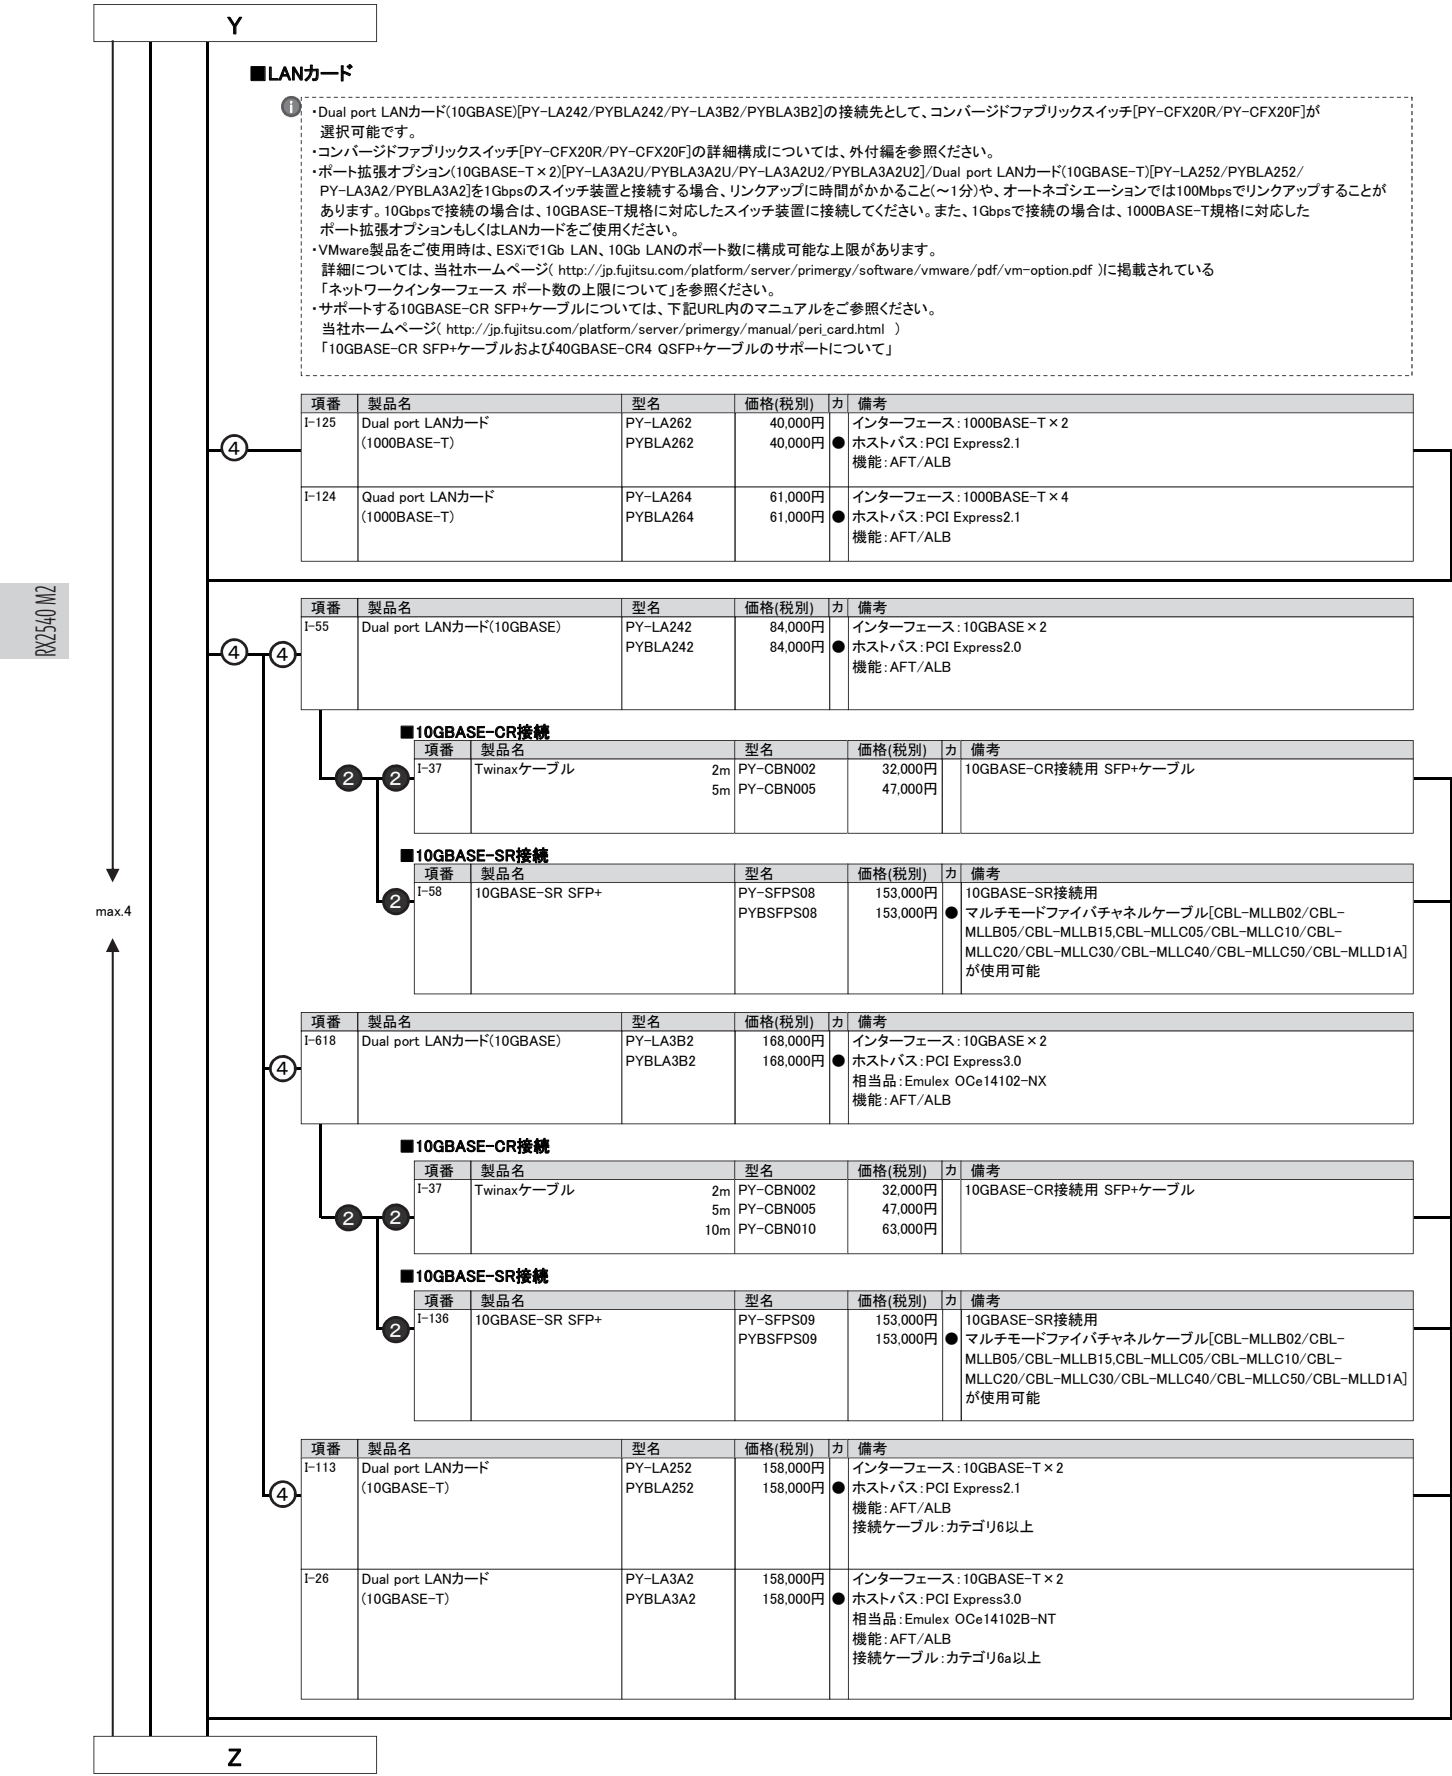 Y
■LANカード
・Dual port LANカード(10GBASE)[PY-LA242/PYBLA242/PY-LA3B2/PYBLA3B2]の接続先として、コンバージドファブリックスイッチ[PY-CFX20R/PY-CFX20F]が
選択可能です。
・コンバージドファブリックスイッチ[PY-CFX20R/PY-CFX20F]の詳細構成については、外付編を参照ください。
・ポート拡張オプション(10GBASE-T×2)[PY-LA3A2U/PYBLA3A2U/PY-LA3A2U2/PYBLA3A2U2]/Dual port LANカード(10GBASE-T)[PY-LA252/PYBLA252/
PY-LA3A2/PYBLA3A2]を1Gbpsのスイッチ装置と接続する場合、リンクアップに時間がかかること(～1分)や、オートネゴシエーションでは100Mbpsでリンクアップすることが
あります。10Gbpsで接続の場合は、10GBASE-T規格に対応したスイッチ装置に接続してください。また、1Gbpsで接続の場合は、1000BASE-T規格に対応した
ポート拡張オプションもしくはLANカードをご使用ください。
・VMware製品をご使用時は、ESXiで1Gb LAN、10Gb LANのポート数に構成可能な上限があります。
詳細については、当社ホームページ( http://jp.fujitsu.com/platform/server/primergy/software/vmware/pdf/vm-option.pdf )に掲載されている
「ネットワークインターフェース ポート数の上限について」を参照ください。
・サポートする10GBASE-CR SFP+ケーブルについては、下記URL内のマニュアルをご参照ください。
当社ホームページ( http://jp.fujitsu.com/platform/server/primergy/manual/peri_card.html )
「10GBASE-CR SFP+ケーブルおよび40GBASE-CR4 QSFP+ケーブルのサポートについて」
項番 製品名 型名 価格(税別) カ 備考
I-125 Dual port LANカード PY-LA262 40,000円 インターフェース:1000BASE-T×2
④ (1000BASE-T) PYBLA262 40,000円 ● ホストバス:PCI Express2.1
機能:AFT/ALB
I-124 Quad port LANカード PY-LA264 61,000円 インターフェース:1000BASE-T×4
(1000BASE-T) PYBLA264 61,000円 ● ホストバス:PCI Express2.1
機能:AFT/ALB
RX2540 M2
項番 製品名 型名 価格(税別) カ 備考
I-55 Dual port LANカード(10GBASE) PY-LA242 84,000円 インターフェース:10GBASE×2
④ ④ PYBLA242 84,000円 ● ホストバス:PCI Express2.0
機能:AFT/ALB
■10GBASE-CR接続
項番 製品名 型名 価格(税別) カ 備考
❷ ❷ I-37 Twinaxケーブル 2m PY-CBN002 32,000円 10GBASE-CR接続用 SFP+ケーブル
5m PY-CBN005 47,000円
■10GBASE-SR接続
項番 製品名 型名 価格(税別) カ 備考
❷ I-58 10GBASE-SR SFP+ PY-SFPS08 153,000円 10GBASE-SR接続用
PYBSFPS08 153,000円 ● マルチモードファイバチャネルケーブル[CBL-MLLB02/CBL-
MLLB05/CBL-MLLB15,CBL-MLLC05/CBL-MLLC10/CBL-
MLLC20/CBL-MLLC30/CBL-MLLC40/CBL-MLLC50/CBL-MLLD1A]
が使用可能
max.4
項番 製品名 型名 価格(税別) カ 備考
I-618 Dual port LANカード(10GBASE) PY-LA3B2 168,000円 インターフェース:10GBASE×2
④ PYBLA3B2 168,000円 ● ホストバス:PCI Express3.0
相当品:Emulex OCe14102-NX
機能:AFT/ALB
■10GBASE-CR接続
項番 製品名 型名 価格(税別) カ 備考
I-37 Twinaxケーブル 2m PY-CBN002 32,000円 10GBASE-CR接続用 SFP+ケーブル
❷ ❷ 5m PY-CBN005 47,000円
10m PY-CBN010 63,000円
■10GBASE-SR接続
項番 製品名 型名 価格(税別) カ 備考
❷ I-136 10GBASE-SR SFP+ PY-SFPS09 153,000円 10GBASE-SR接続用
PYBSFPS09 153,000円 ● マルチモードファイバチャネルケーブル[CBL-MLLB02/CBL-
MLLB05/CBL-MLLB15,CBL-MLLC05/CBL-MLLC10/CBL-
MLLC20/CBL-MLLC30/CBL-MLLC40/CBL-MLLC50/CBL-MLLD1A]
が使用可能
項番 製品名 型名 価格(税別) カ 備考
I-113 Dual port LANカード PY-LA252 158,000円 インターフェース:10GBASE-T×2
④ (10GBASE-T) PYBLA252 158,000円 ● ホストバス:PCI Express2.1
機能:AFT/ALB
接続ケーブル:カテゴリ6以上
I-26 Dual port LANカード PY-LA3A2 158,000円 インターフェース:10GBASE-T×2
(10GBASE-T) PYBLA3A2 158,000円 ● ホストバス:PCI Express3.0
相当品:Emulex OCe14102B-NT
機能:AFT/ALB
接続ケーブル:カテゴリ6a以上
Z